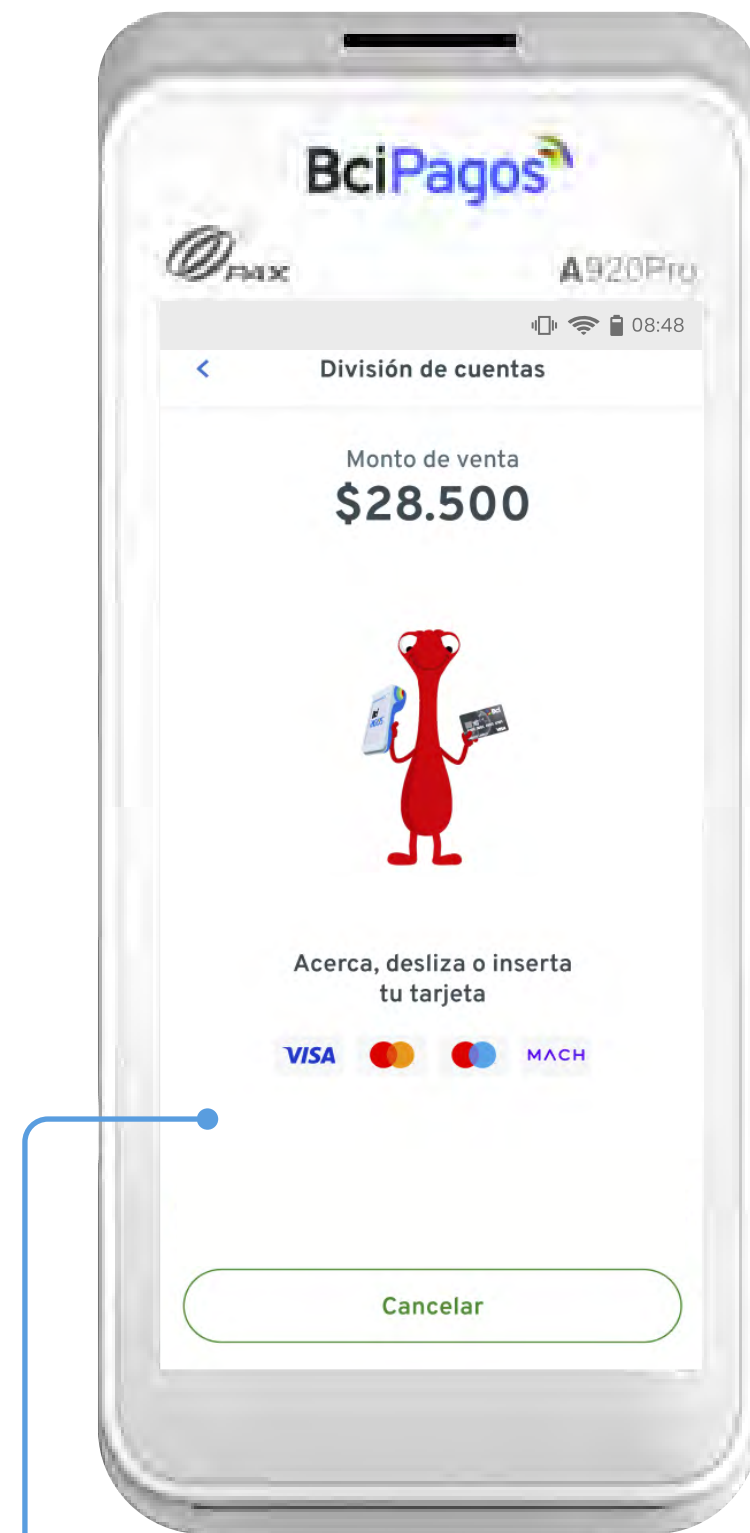 BciPagos
PAX
A920Pro
08:48
División de cuentas
Monto de venta
$28.500
Bci
Acerca, desliza o inserta
tu tarjeta
VISA
MACH
Cancelar